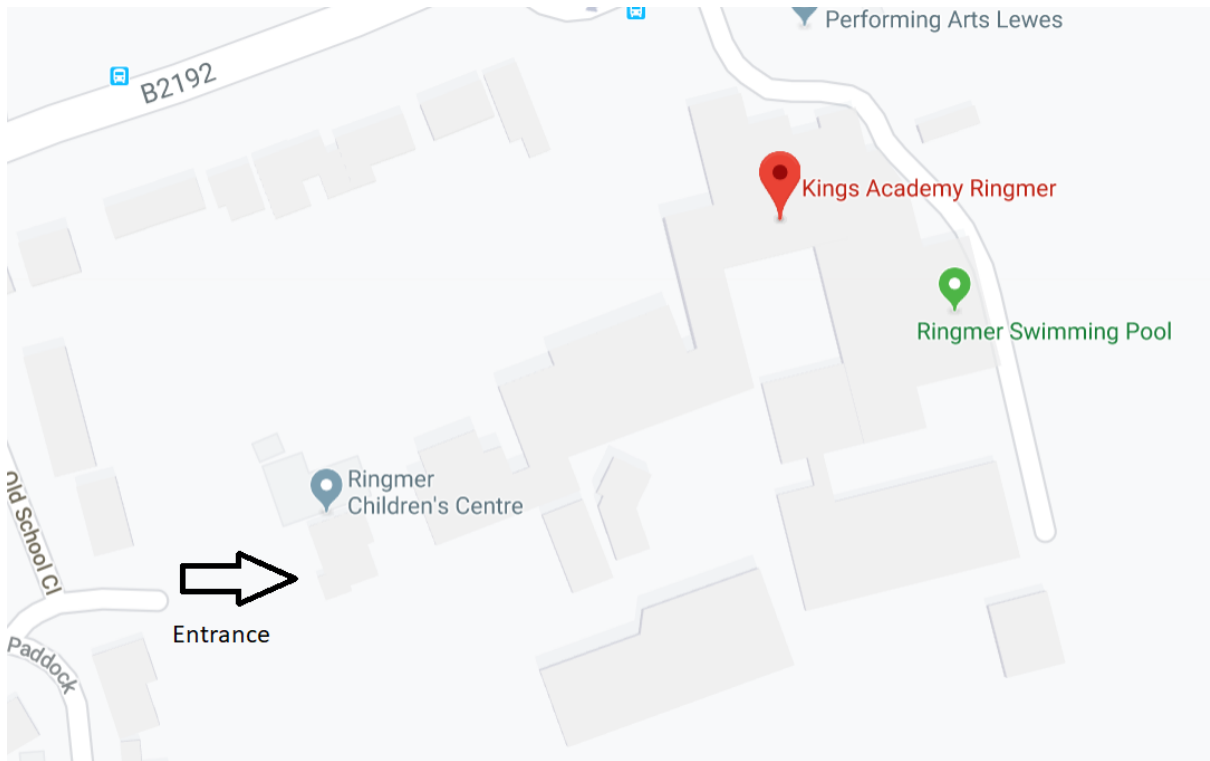 Performing Arts Lewes
B2192
Kings Academy Ringmer
Ringmer Swimming Pool
Ringmer
Children's Centre
Old School Cl
Entrance
Paddock